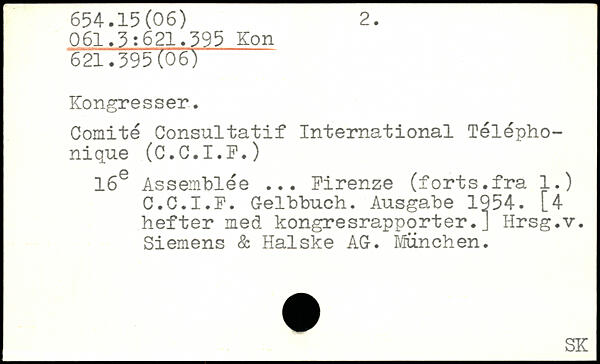 654.15(06) 2.
061.3:621.395 Kon
621.395(06)
Kongresser.
Comité Consultatif International Télépho-
nique (C.C.I.F.)
16e Assemblée ... Firenze (forts.fra 1.)
C.C.I.F. Gelbbuch. Ausgabe 1954. [4
hefter med kongresrapporter.] Hrsg.v.
Siemens & Halske AG. München.
SK